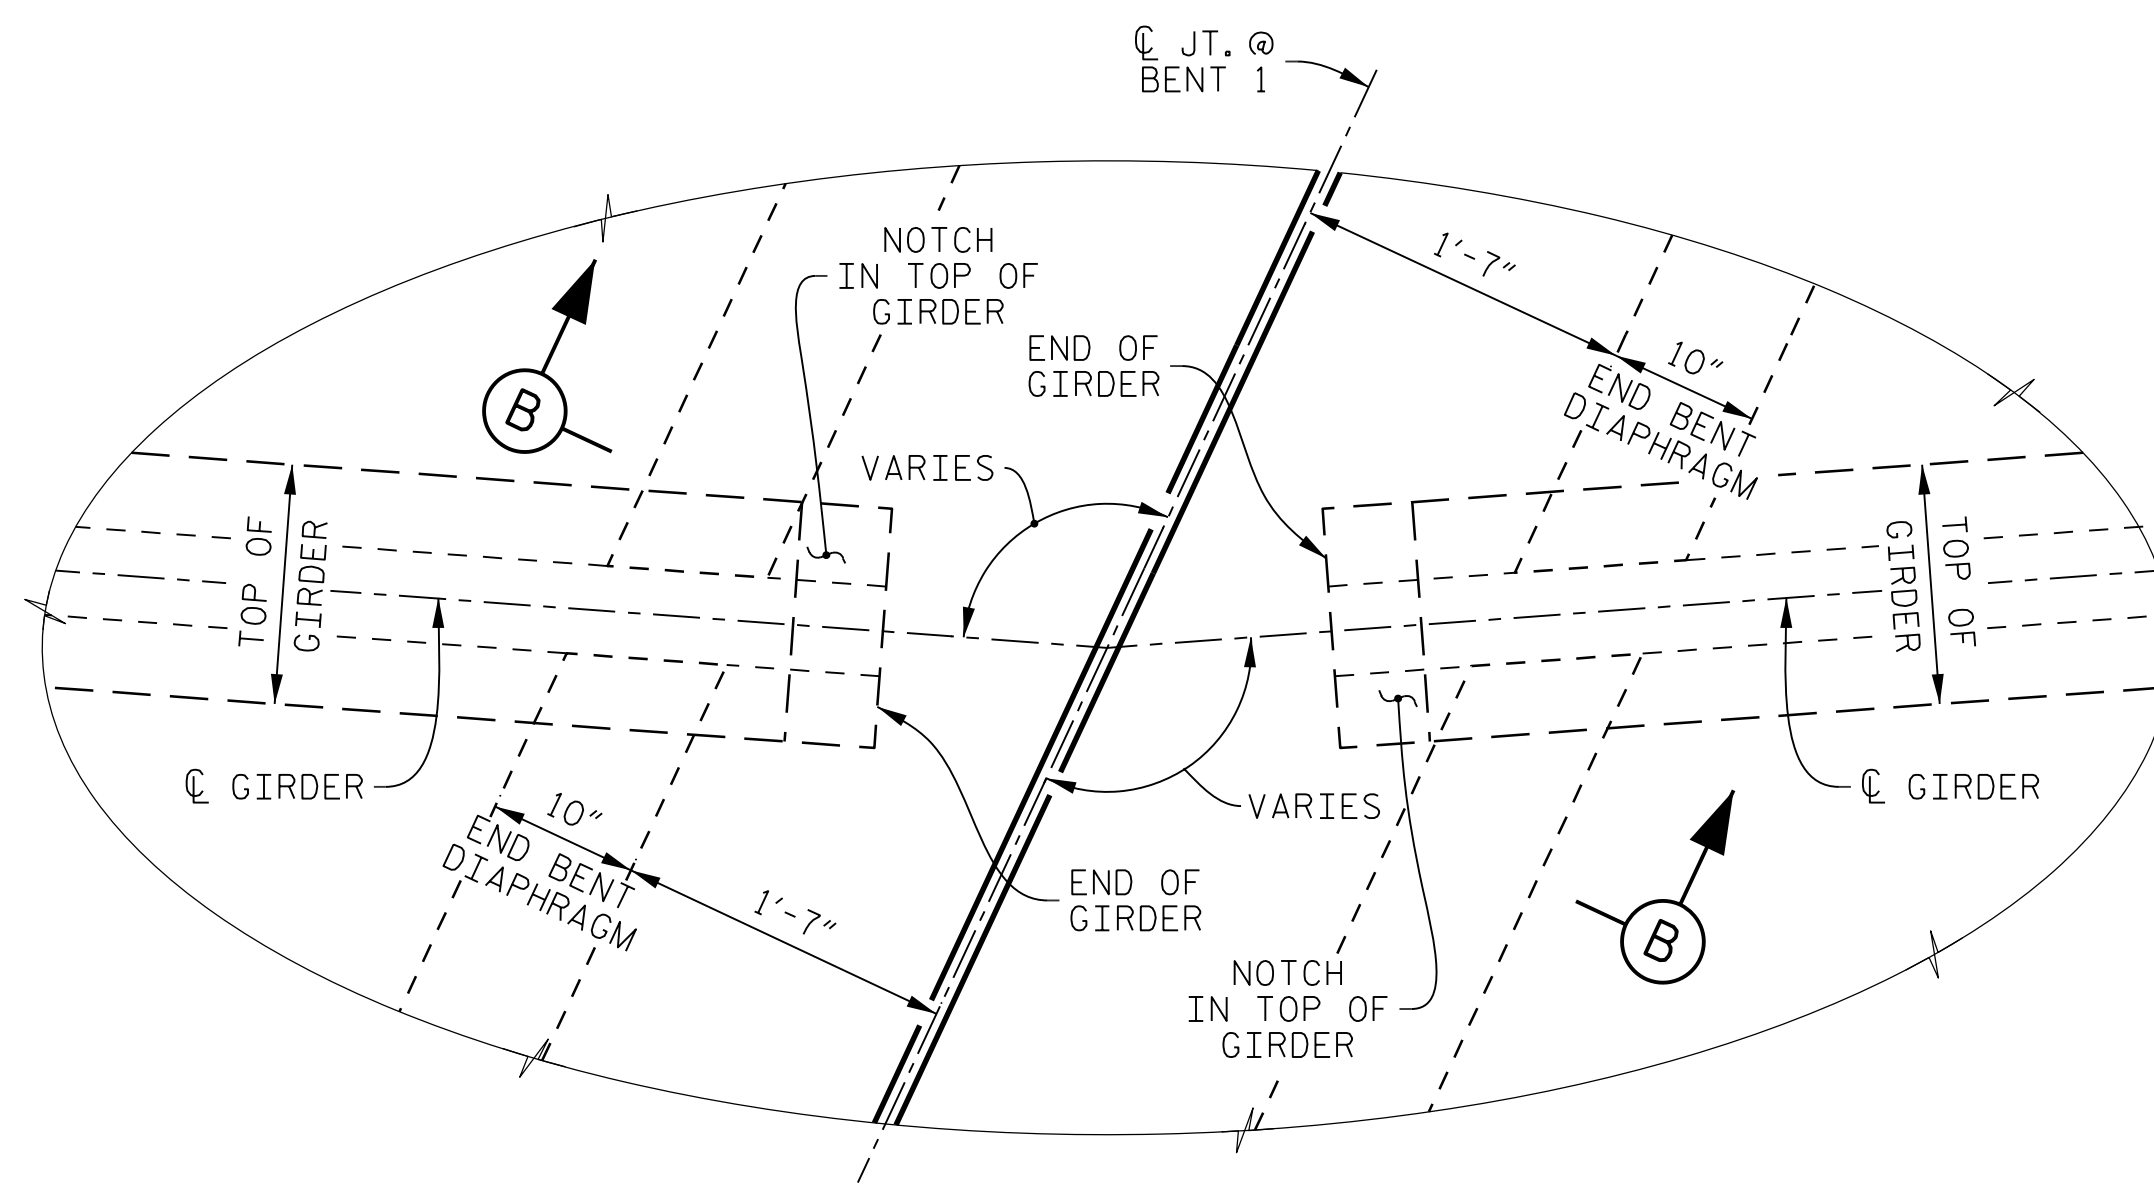 ℄ JT. @
BENT 1
NOTCH
IN TOP OF
GIRDER
1'-7"
END OF
GIRDER
10"
END BENT
DIAPHRAGM
B
VARIES
TOP OF
GIRDER
TOP OF
GIRDER
℄ GIRDER
℄ GIRDER
VARIES
10"
END BENT
DIAPHRAGM
1'-7"
END OF
GIRDER
B
NOTCH
IN TOP OF
GIRDER